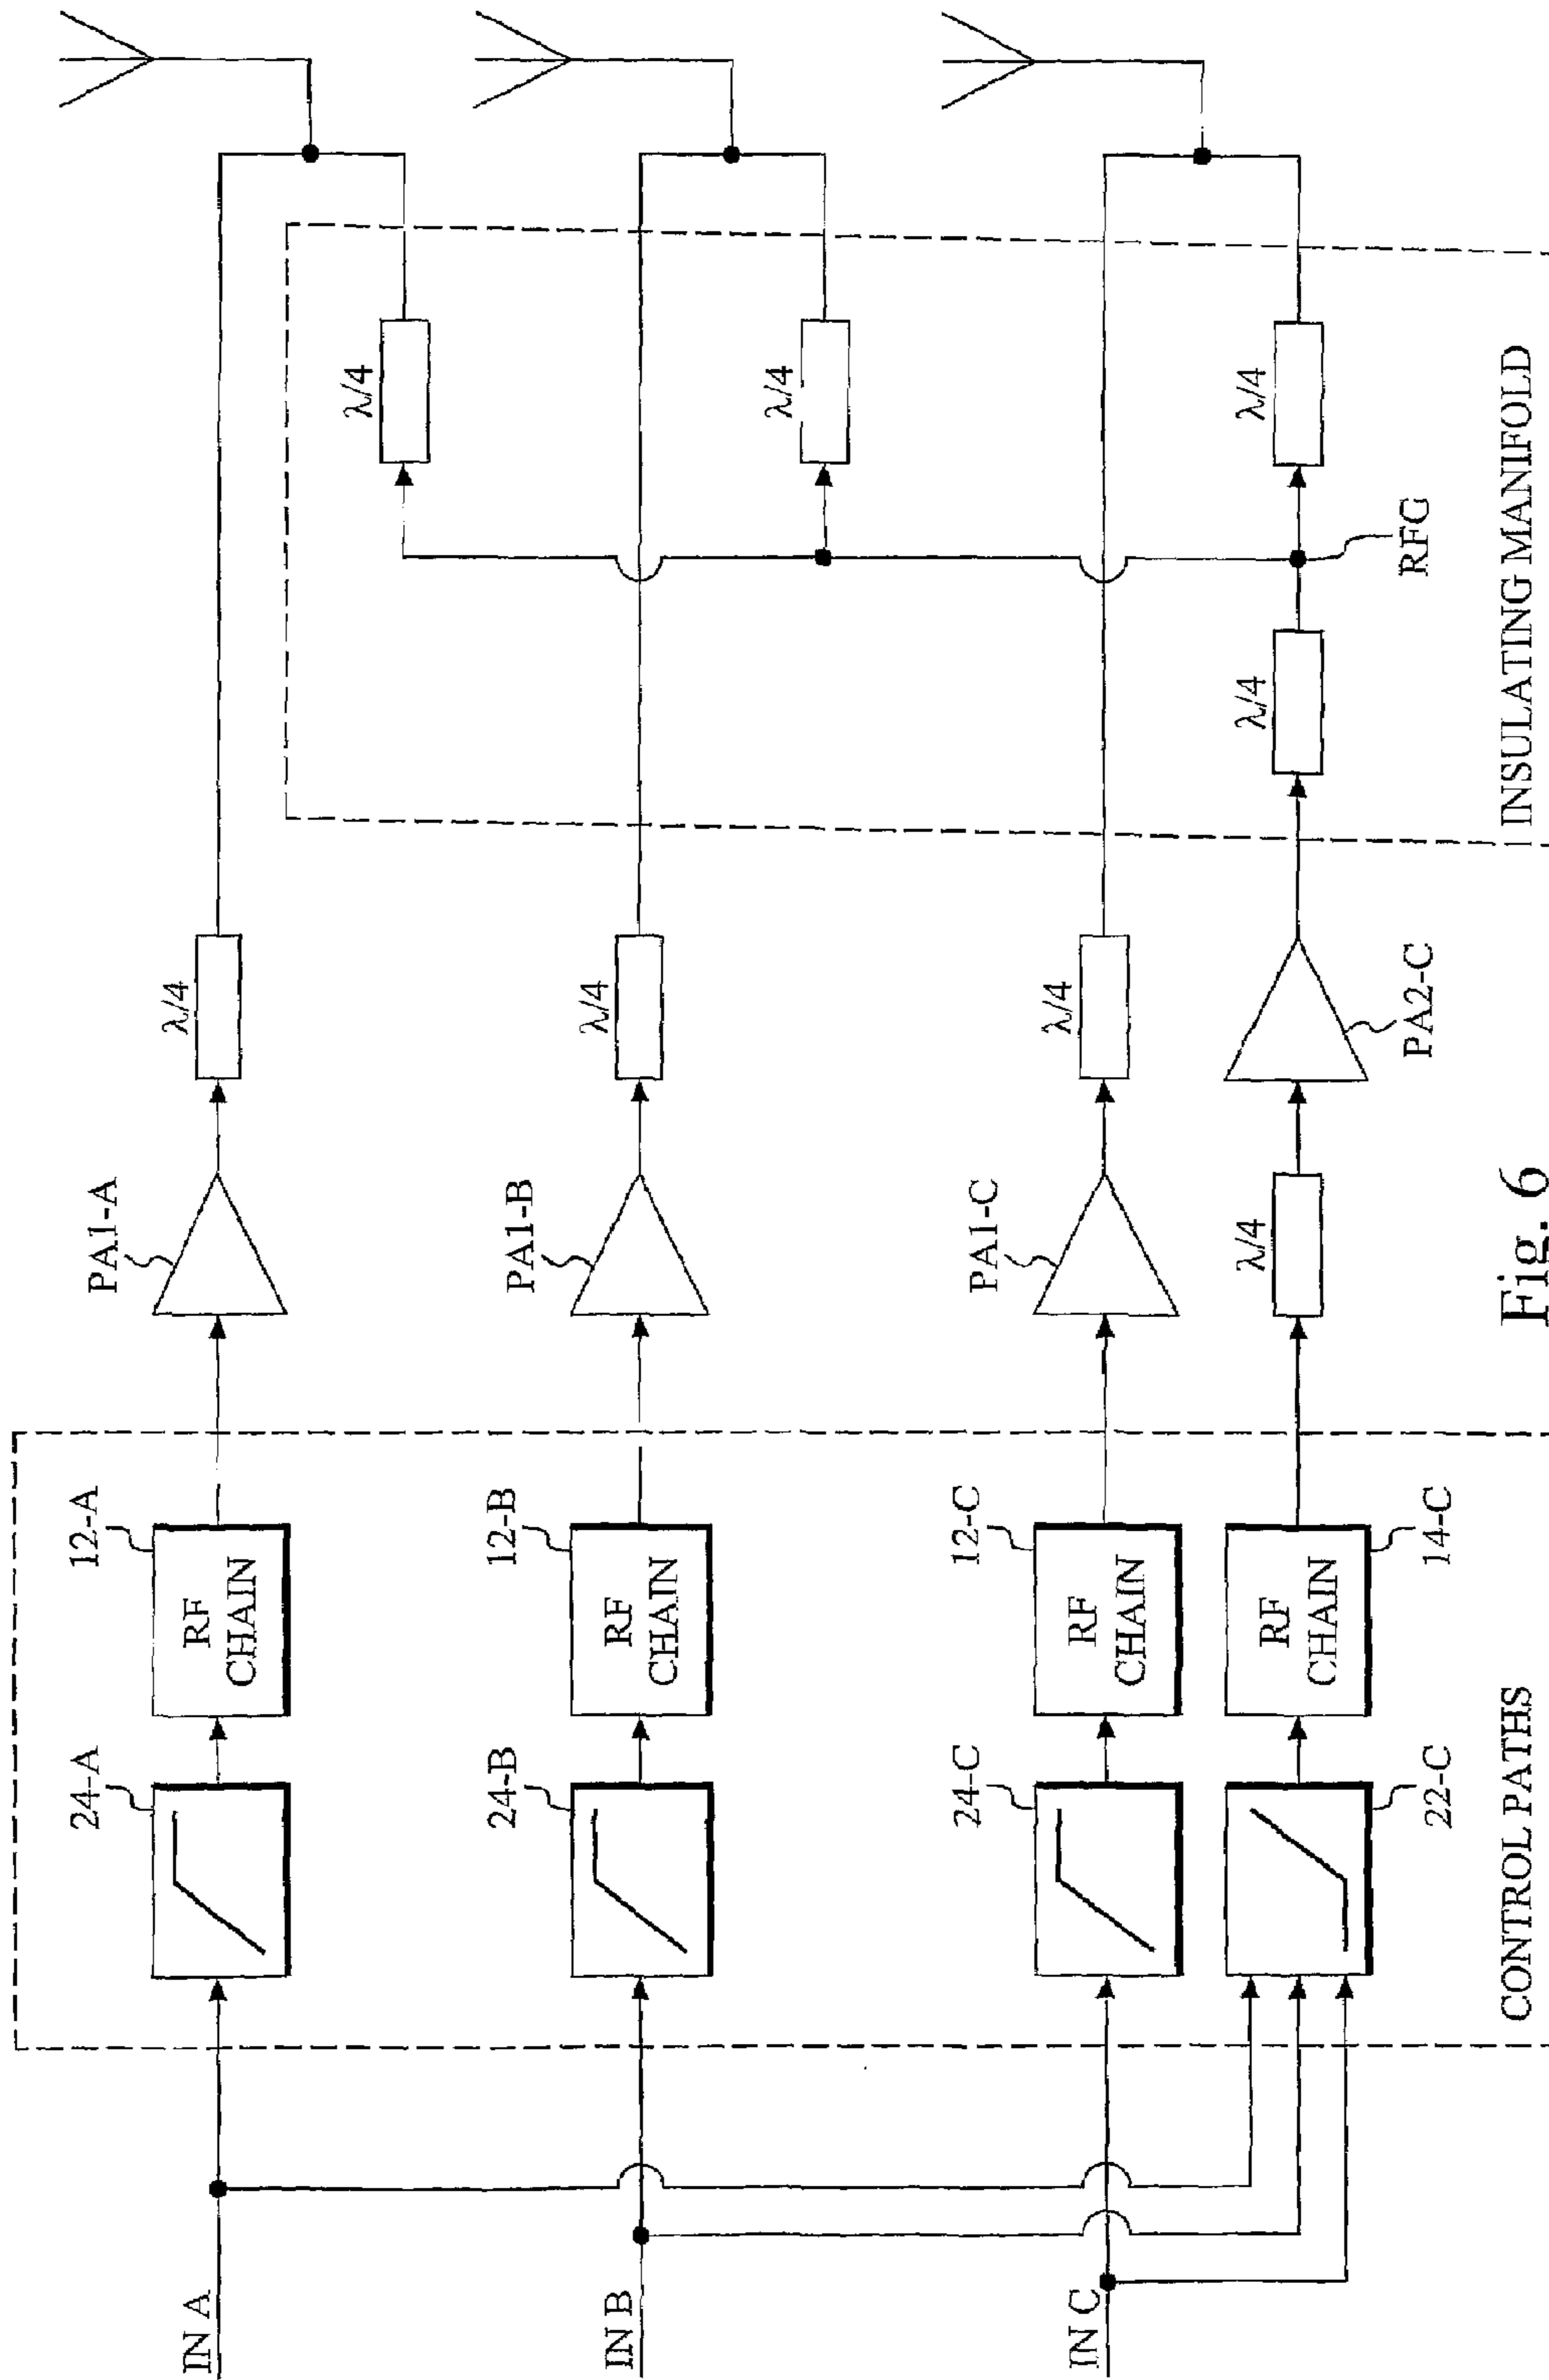 IN A
24-A
12-A
RF
CHAIN
PA1-A
λ/4
λ/4
IN B
24-B
12-B
RF
CHAIN
PA1-B
λ/4
λ/4
IN C
24-C
12-C
RF
CHAIN
PA1-C
λ/4
22-C
14-C
RF
CHAIN
λ/4
PA2-C
λ/4
λ/4
RFG
CONTROL PATHS
INSULATING MANIFOLD
Fig. 6